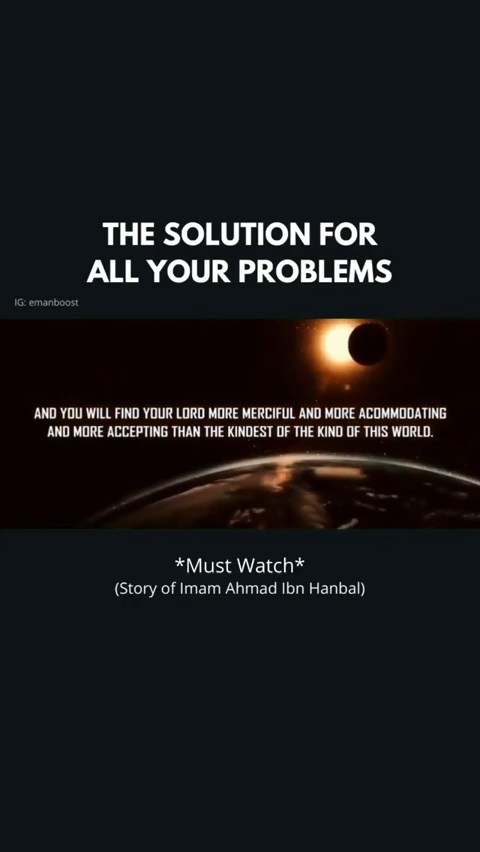 THE SOLUTION FOR
ALL YOUR PROBLEMS
IG: emanboost
AND YOU WILL FIND YOUR LORD MORE MERCIFUL AND MORE ACOMMODATING
AND MORE ACCEPTING THAN THE KINDEST OF THE KIND OF THIS WORLD.
*Must Watch*
(Story of Imam Ahmad Ibn Hanbal)